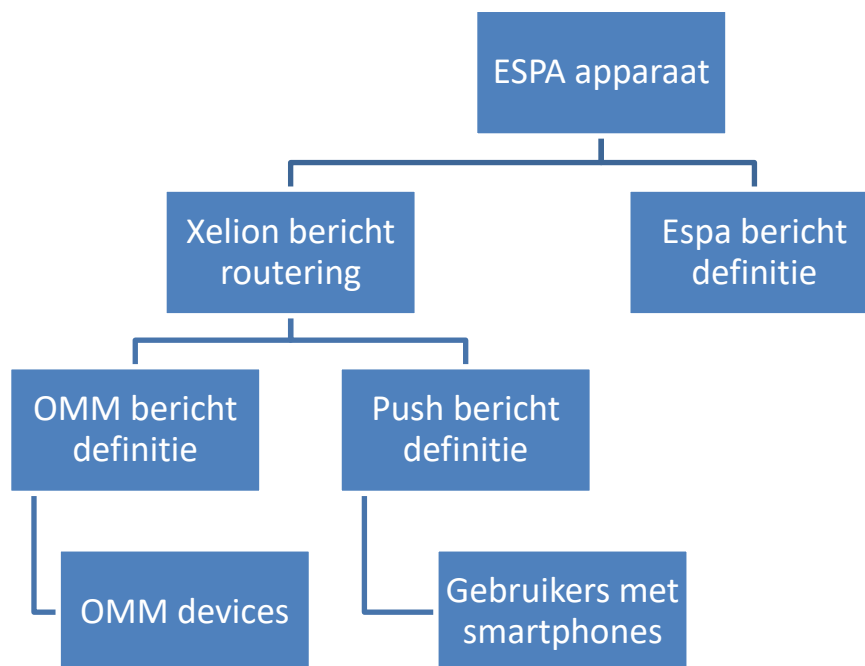 ESPA apparaat
Xelion bericht
routering
Espa bericht
definitie
OMM bericht
definitie
Push bericht
definitie
OMM devices
Gebruikers met
smartphones